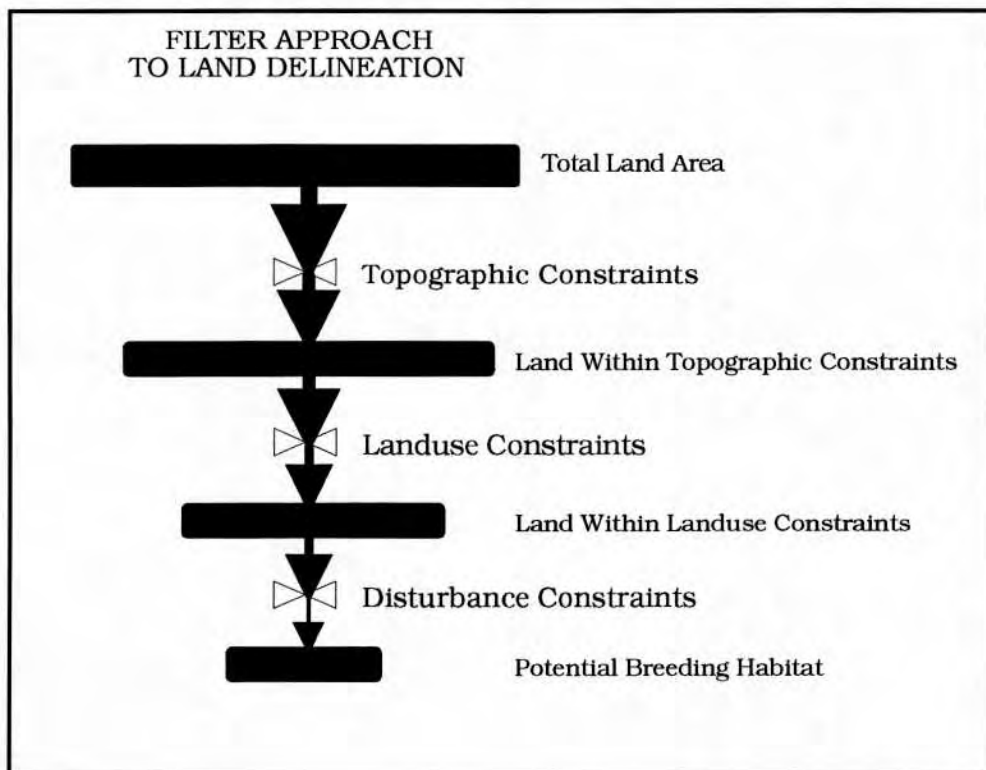 FILTER APPROACH
TO LAND DELINEATION
Total Land Area
Topographic Constraints
Land Within Topographic Constraints
Landuse Constraints
Land Within Landuse Constraints
Disturbance Constraints
Potential Breeding Habitat